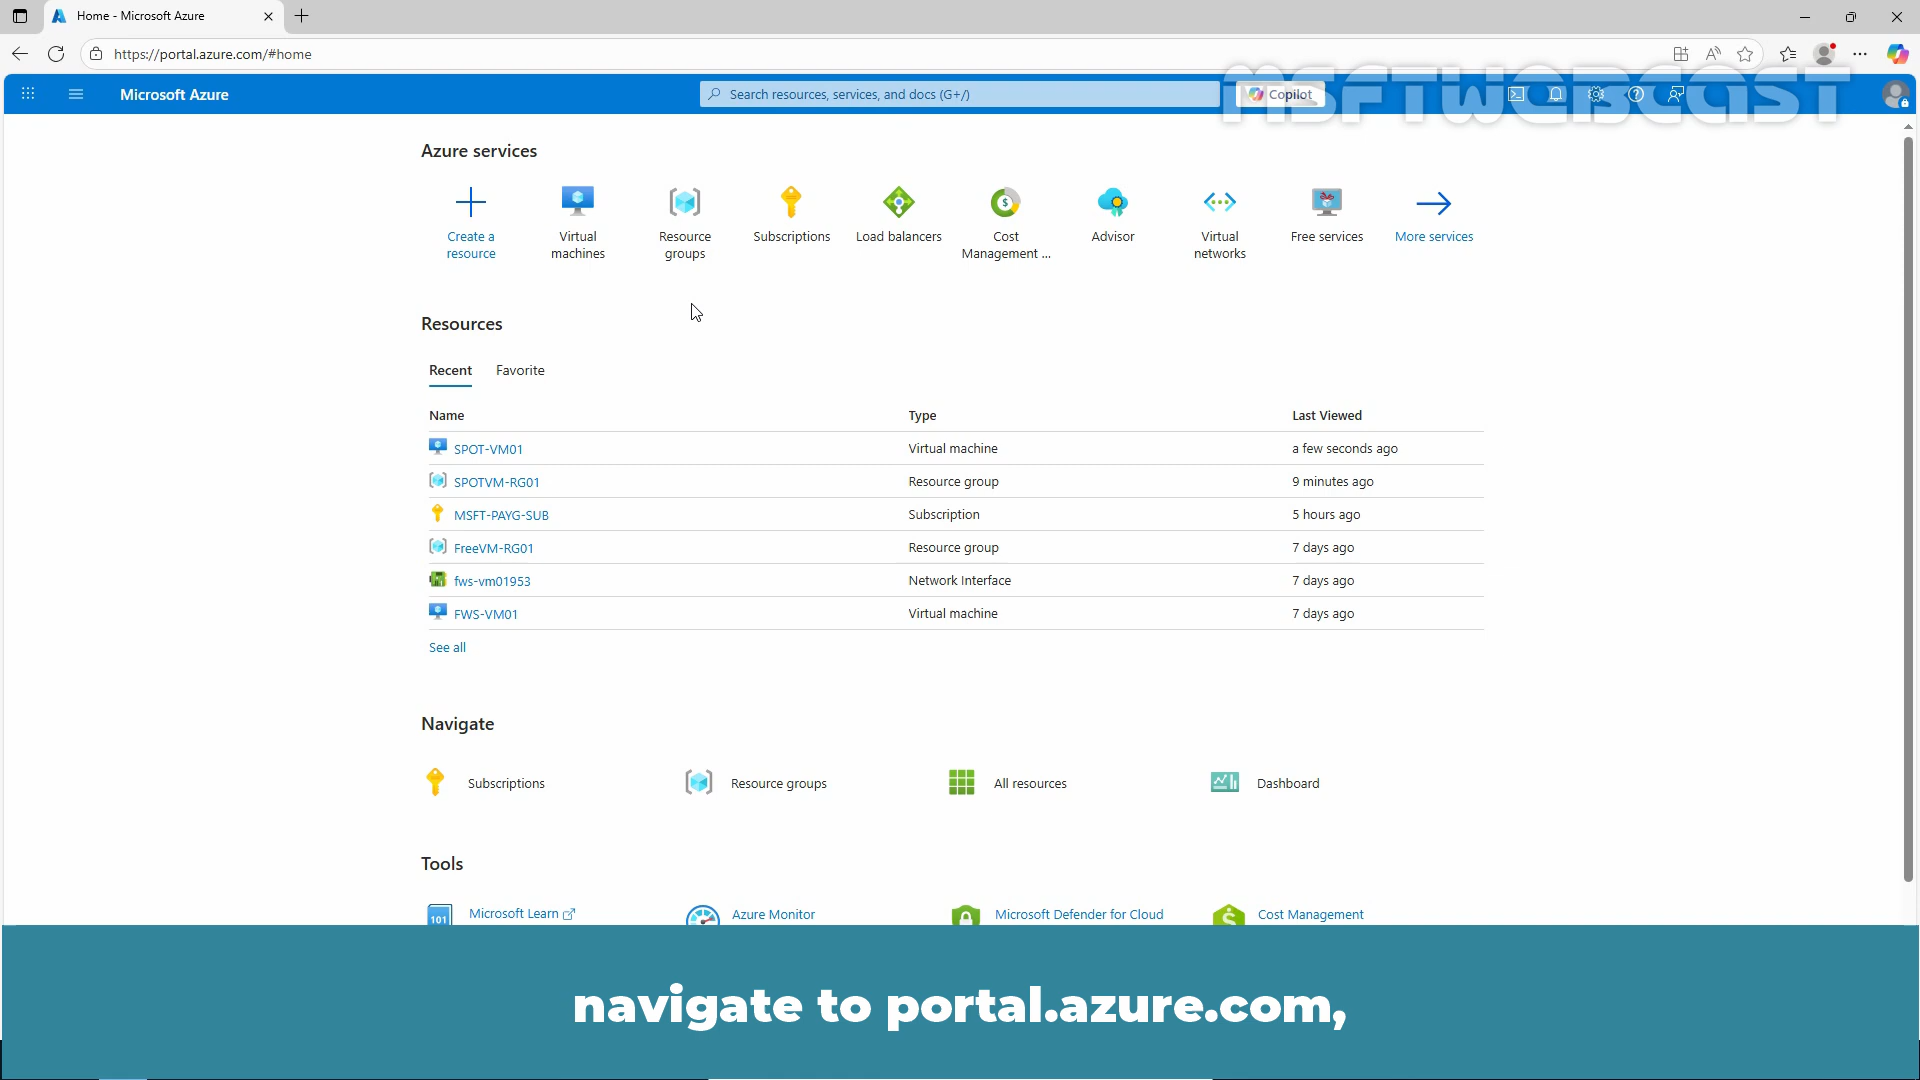 Home - Microsoft Azure
https://portal.azure.com/#home
Microsoft Azure
Search resources, services, and docs (G+/)
Copilot
MSFTWEBCAST
Azure services
Create a resource
Virtual machines
Resource groups
Subscriptions
Load balancers
Cost Management ...
Advisor
Virtual networks
Free services
More services
Resources
Recent Favorite
Name Type Last Viewed
SPOT-VM01 Virtual machine a few seconds ago
SPOTVM-RG01 Resource group 9 minutes ago
MSFT-PAYG-SUB Subscription 5 hours ago
FreeVM-RG01 Resource group 7 days ago
fws-vm01953 Network Interface 7 days ago
FWS-VM01 Virtual machine 7 days ago
See all
Navigate
Subscriptions Resource groups All resources Dashboard
Tools
101 Microsoft Learn Azure Monitor Microsoft Defender for Cloud Cost Management
navigate to portal.azure.com,